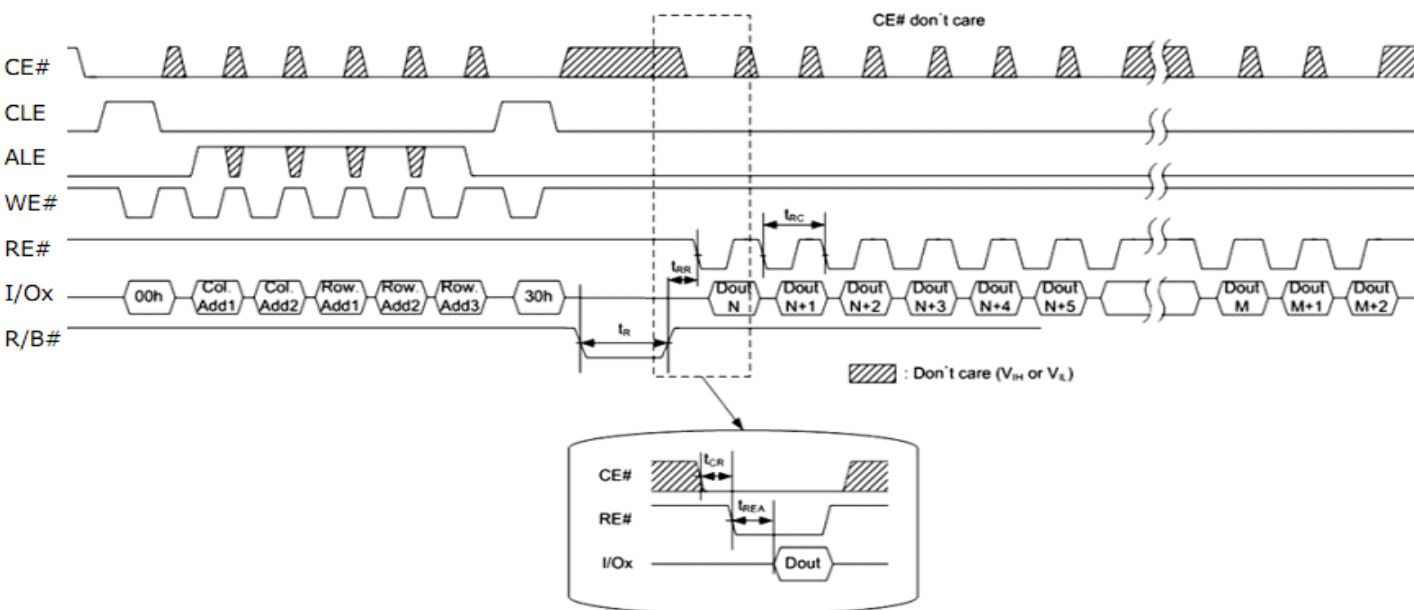 CE# don´t care
CE#
CLE
ALE
WE#
RE#
tRC
tRR
I/Ox
00h
Col. Add1
Col. Add2
Row. Add1
Row. Add2
Row. Add3
30h
Dout N
Dout N+1
Dout N+2
Dout N+3
Dout N+4
Dout N+5
Dout M
Dout M+1
Dout M+2
R/B#
tR
: Don´t care (VIH or VIL)
CE#
tCR
RE#
tREA
I/Ox
Dout